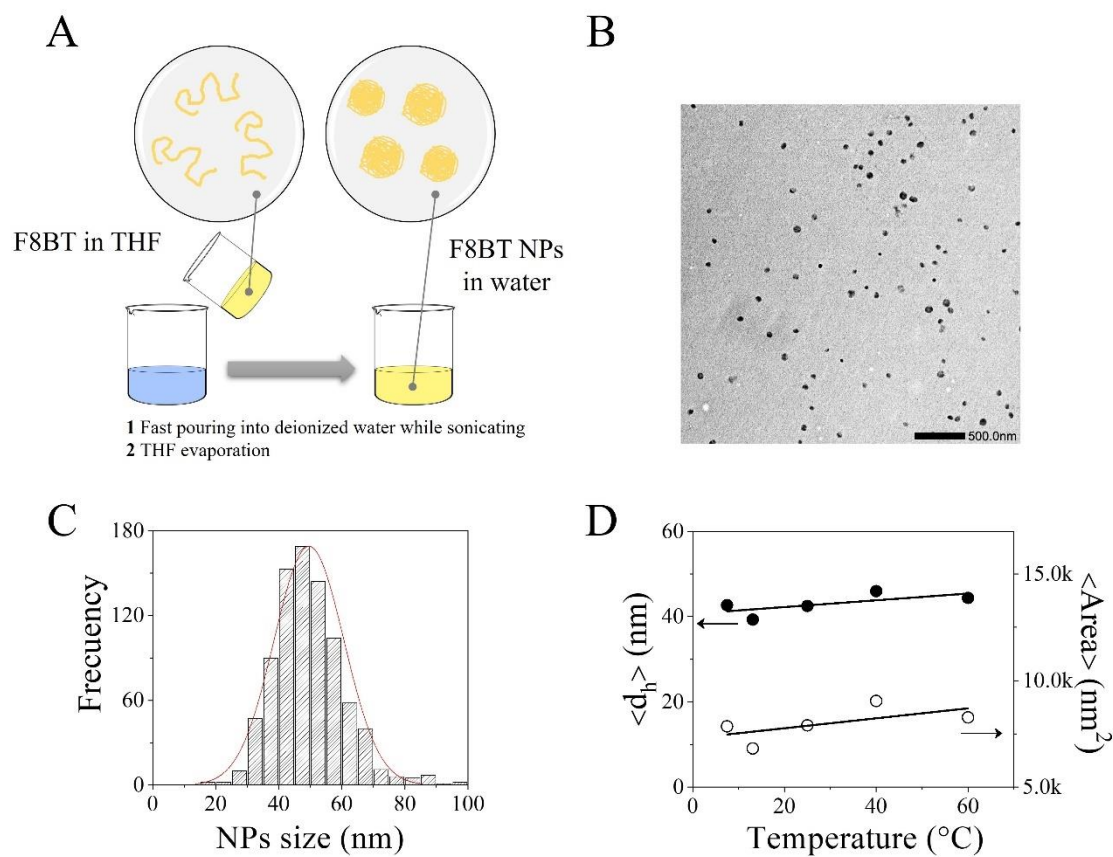 A
F8BT in THF
F8BT NPs
in water
1 Fast pouring into deionized water while sonicating
2 THF evaporation
B
500.0nm
C
Frecuency
180
120
60
0
0 20 40 60 80 100
NPs size (nm)
D
<d_h> (nm)
60
40
20
0
<Area> (nm²)
15.0k
10.0k
5.0k
0 20 40 60
Temperature (°C)